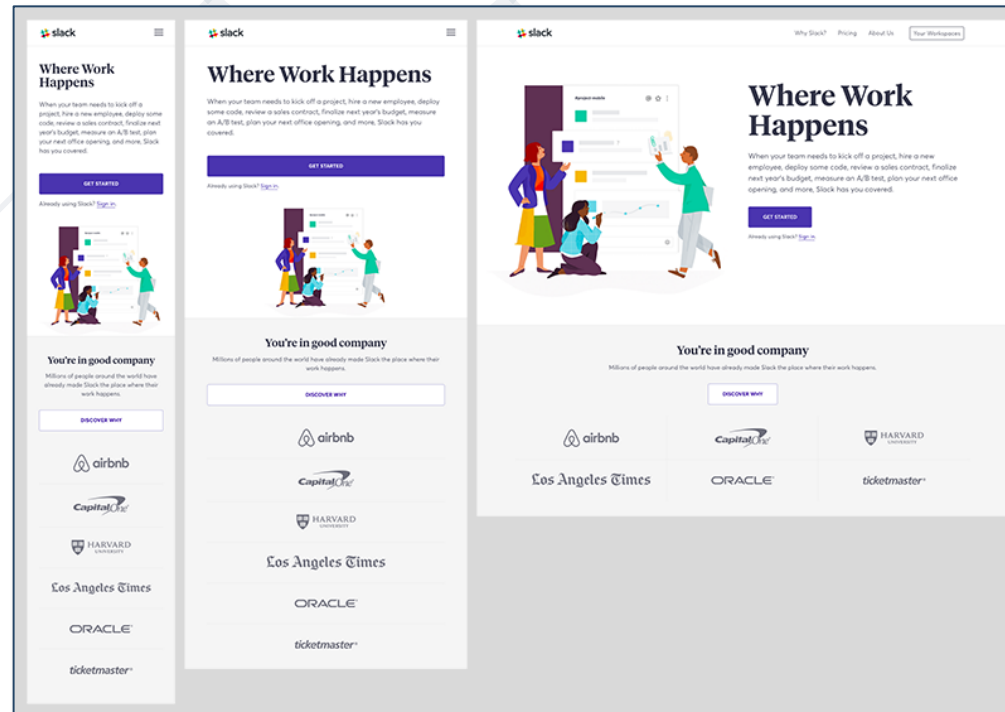 slack
Where Work
Happens
When your team needs to kick off a
project, hire a new employee, deploy
some code, review a sales contract, finalize next
year's budget, measure an A/B test, plan
your next office opening, and more, Slack
has you covered.
GET STARTED
Already using Slack? Sign in.
You're in good company
Millions of people around the world have
already made Slack the place where their
work happens.
DISCOVER WHY
airbnb
Capital One
HARVARD
UNIVERSITY
Los Angeles Times
ORACLE
ticketmaster
slack
Where Work Happens
When your team needs to kick off a project, hire a new employee, deploy
some code, review a sales contract, finalize next year's budget, measure
an A/B test, plan your next office opening, and more, Slack has you
covered.
GET STARTED
Already using Slack? Sign in.
You're in good company
Millions of people around the world have already made Slack the place where their
work happens.
DISCOVER WHY
airbnb
Capital One
HARVARD
UNIVERSITY
Los Angeles Times
ORACLE
ticketmaster
slack
Why Slack? Pricing About Us Your Workspaces
#project-mobile
Where Work
Happens
When your team needs to kick off a project, hire a new
employee, deploy some code, review a sales contract, finalize
next year's budget, measure an A/B test, plan your next office
opening, and more, Slack has you covered.
GET STARTED
Already using Slack? Sign in.
You're in good company
Millions of people around the world have already made Slack the place where their work happens.
DISCOVER WHY
airbnb Capital One HARVARD
UNIVERSITY
Los Angeles Times ORACLE ticketmaster